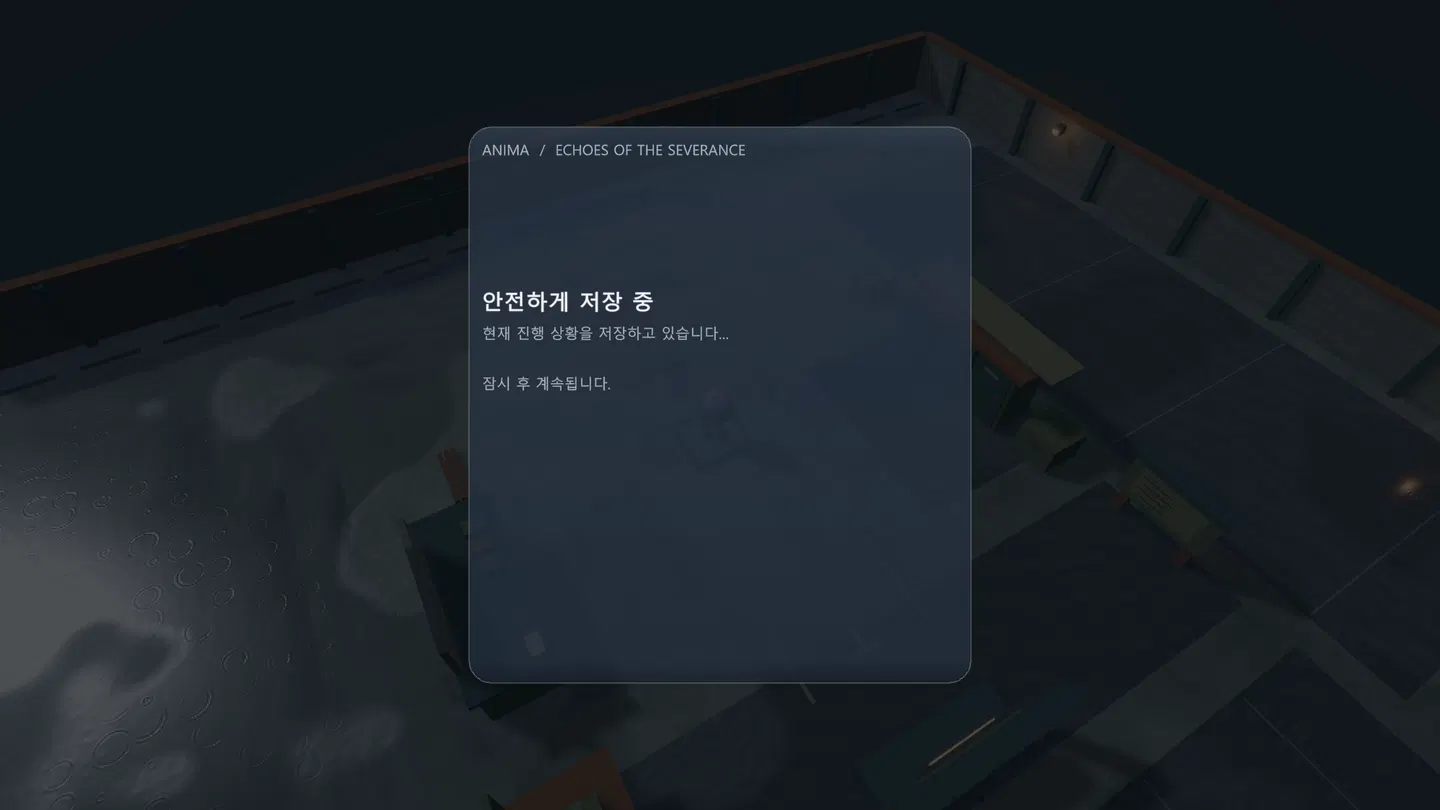 ANIMA / ECHOES OF THE SEVERANCE
안전하게 저장 중
현재 진행 상황을 저장하고 있습니다...
잠시 후 계속됩니다.